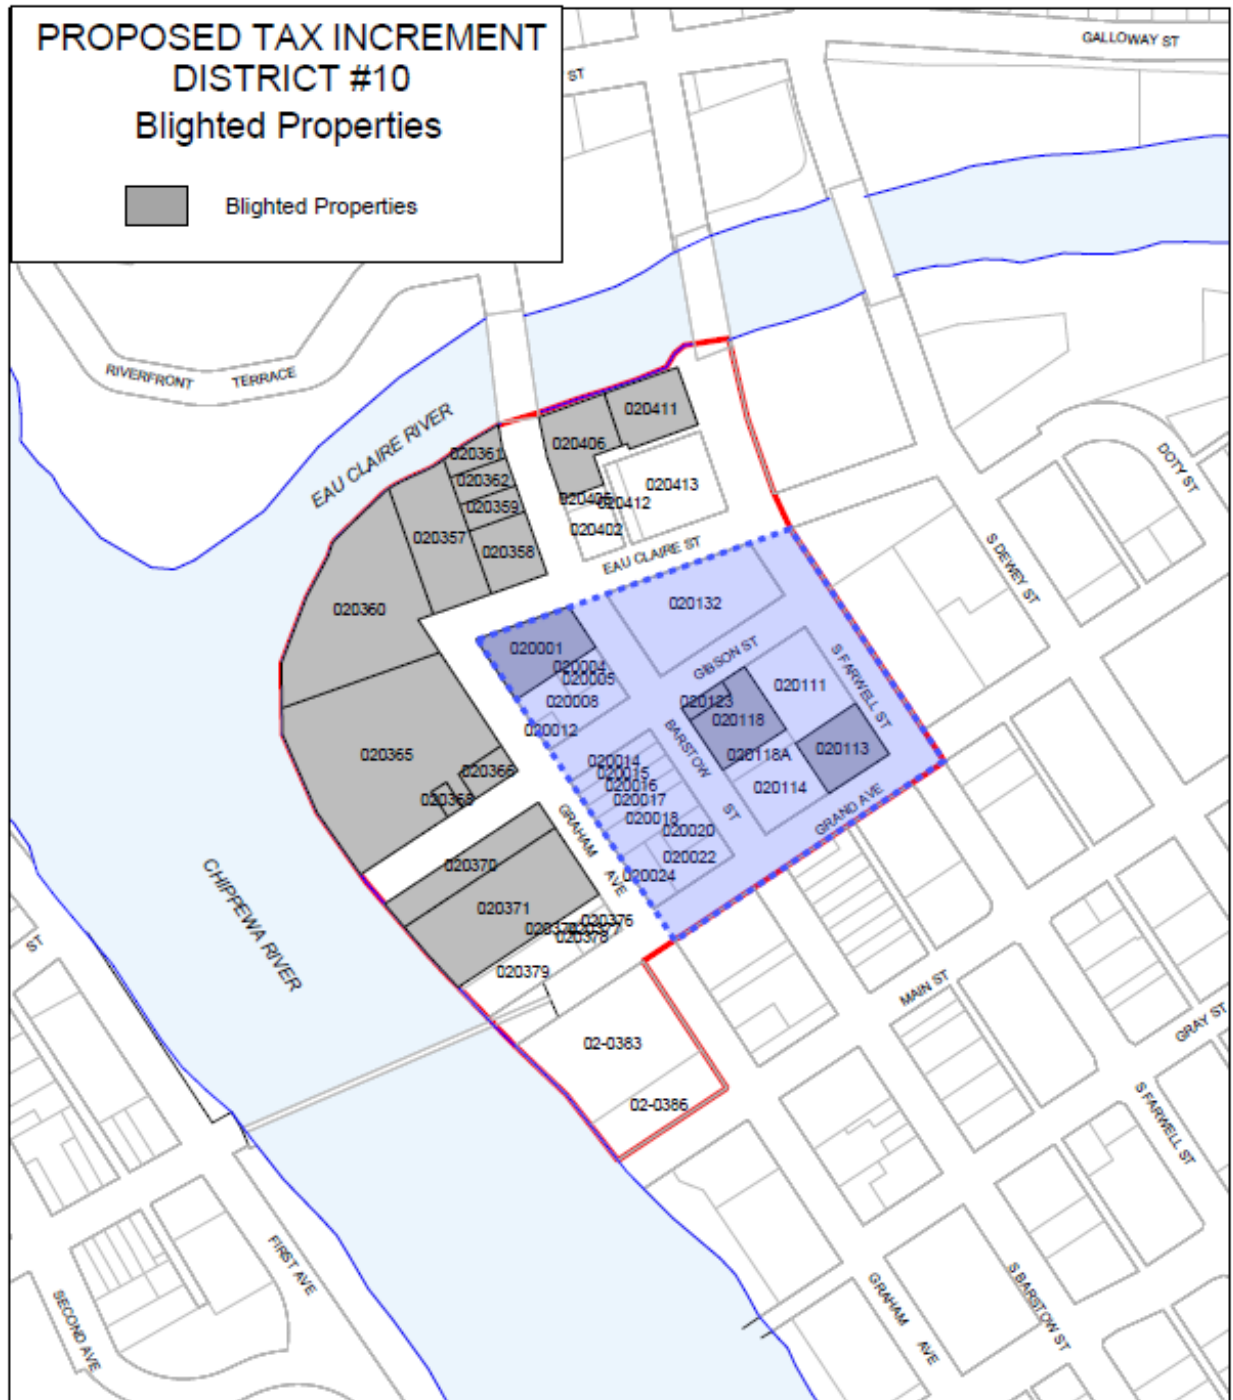 PROPOSED TAX INCREMENT
DISTRICT #10
Blighted Properties
Blighted Properties
ST
GALLOWAY ST
RIVERFRONT TERRACE
EAU CLAIRE RIVER
DOTY ST
S DEWEY ST
020411
020406
020361
020362
020359
020357
020358
020413
020412
020402
EAU CLAIRE ST
020360
020132
020001
020004
020005
020008
020012
GIBSON ST
S FARWELL ST
020111
020123
020118
020118A
020113
020114
BARSTOW ST
GRAND AVE
020014
020015
020016
020017
020018
020020
020022
020024
020365
020366
020368
GRAHAM AVE
020370
020371
020376
020377
020378
020379
CHIPPEWA RIVER
02-0383
02-0386
MAIN ST
GRAY ST
S FARWELL ST
ST
FIRST AVE
SECOND AVE
GRAHAM AVE
S BARSTOW ST